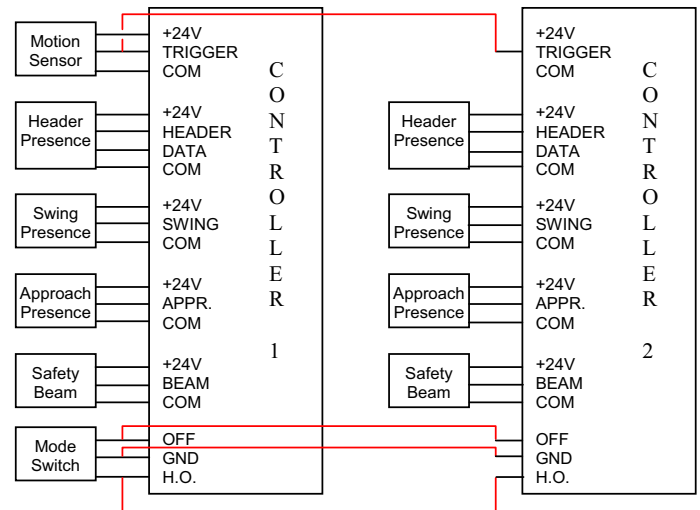 Motion
Sensor
+24V
TRIGGER
COM
Header
Presence
+24V
HEADER
DATA
COM
Swing
Presence
+24V
SWING
COM
Approach
Presence
+24V
APPR.
COM
Safety
Beam
+24V
BEAM
COM
Mode
Switch
OFF
GND
H.O.
C
O
N
T
R
O
L
L
E
R
1
+24V
TRIGGER
COM
Header
Presence
+24V
HEADER
DATA
COM
Swing
Presence
+24V
SWING
COM
Approach
Presence
+24V
APPR.
COM
Safety
Beam
+24V
BEAM
COM
OFF
GND
H.O.
C
O
N
T
R
O
L
L
E
R
2